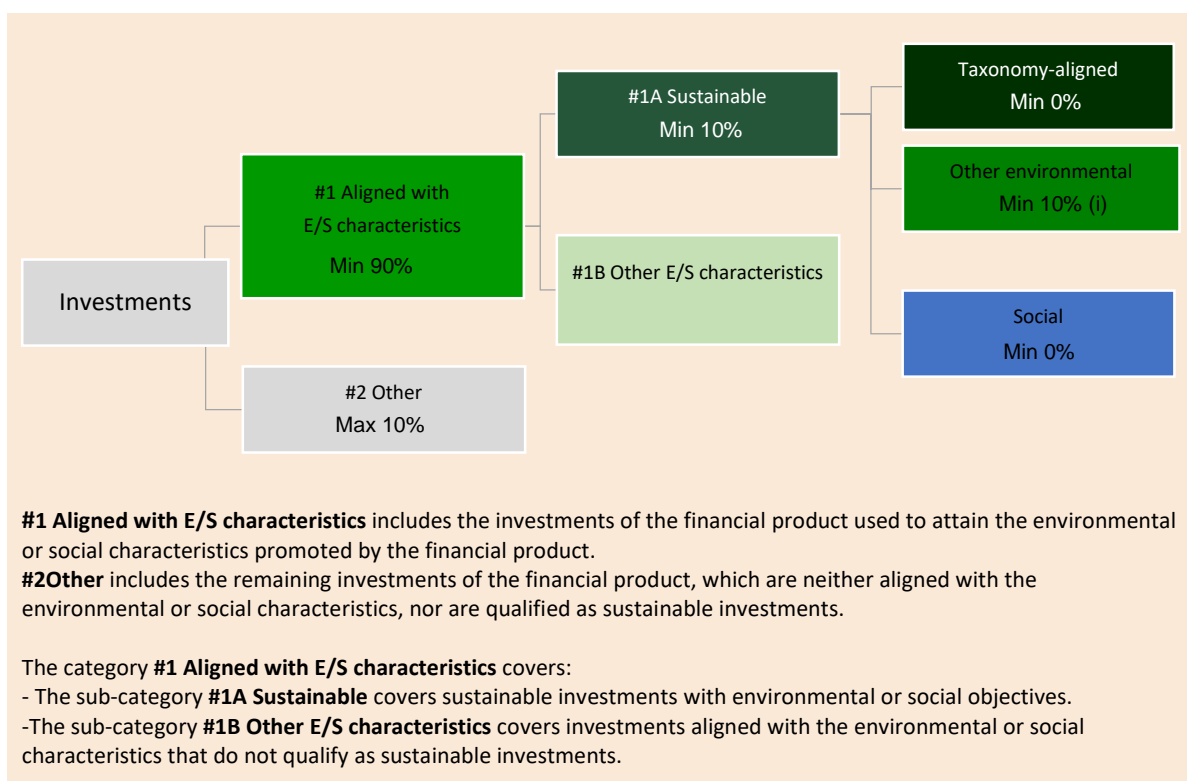 Taxonomy-aligned
Min 0%
#1A Sustainable
Min 10%
Other environmental
Min 10% (i)
#1 Aligned with
E/S characteristics
Min 90%
#1B Other E/S characteristics
Investments
Social
Min 0%
#2 Other
Max 10%
#1 Aligned with E/S characteristics includes the investments of the financial product used to attain the environmental
or social characteristics promoted by the financial product.
#2Other includes the remaining investments of the financial product, which are neither aligned with the
environmental or social characteristics, nor are qualified as sustainable investments.
The category #1 Aligned with E/S characteristics covers:
- The sub-category #1A Sustainable covers sustainable investments with environmental or social objectives.
-The sub-category #1B Other E/S characteristics covers investments aligned with the environmental or social
characteristics that do not qualify as sustainable investments.